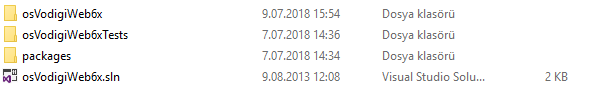 osVodigiWeb6x 9.07.2018 15:54 Dosya klasörü
osVodigiWeb6xTests 7.07.2018 14:36 Dosya klasörü
packages 7.07.2018 14:34 Dosya klasörü
osVodigiWeb6x.sln 9.08.2013 12:08 Visual Studio Solu... 2 KB